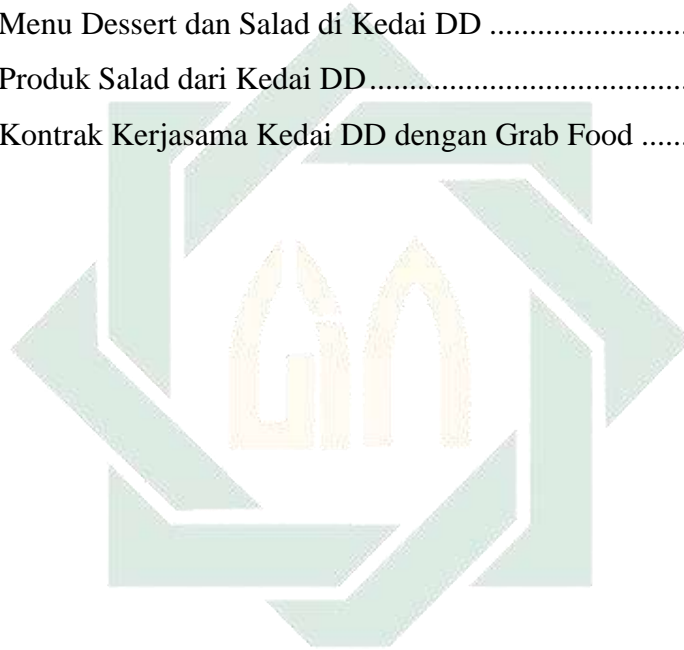 Menu Dessert dan Salad di Kedai DD ........................
Produk Salad dari Kedai DD.......................................
Kontrak Kerjasama Kedai DD dengan Grab Food ......